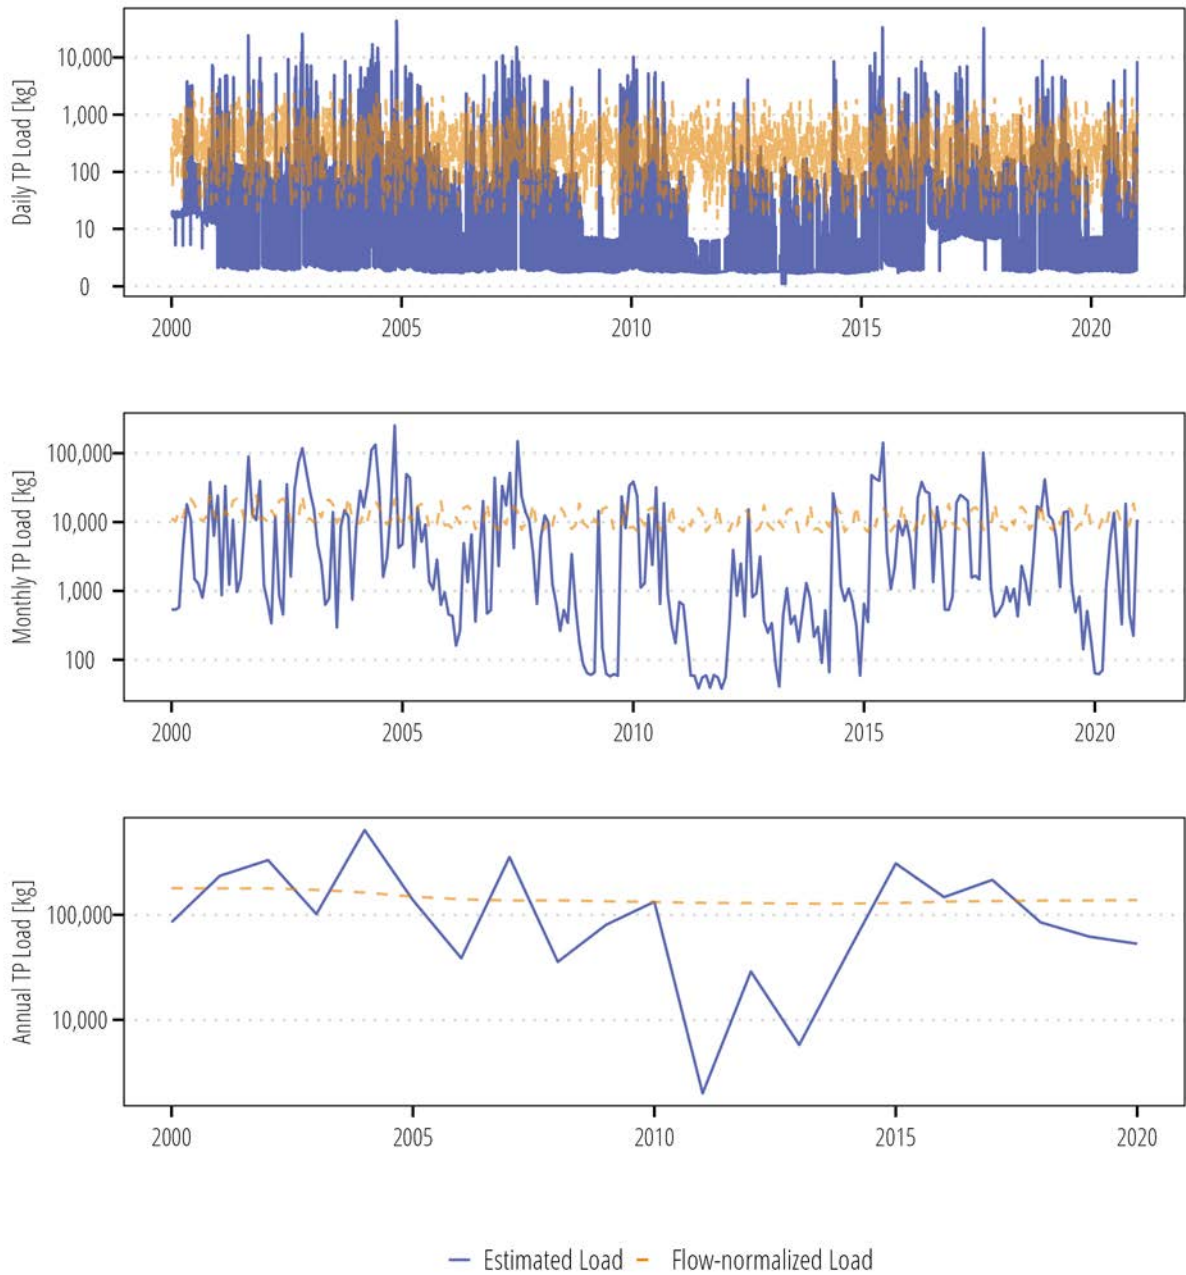 Daily TP Load [kg]
10,000
1,000
100
10
0
2000 2005 2010 2015 2020
Monthly TP Load [kg]
100,000
10,000
1,000
100
2000 2005 2010 2015 2020
Annual TP Load [kg]
100,000
10,000
2000 2005 2010 2015 2020
Estimated Load Flow-normalized Load